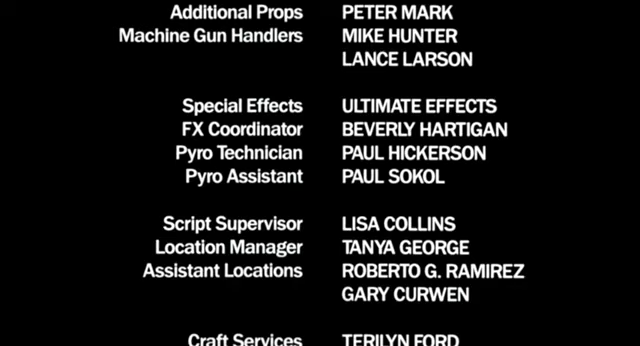 Additional Props PETER MARK
Machine Gun Handlers MIKE HUNTER
LANCE LARSON
Special Effects ULTIMATE EFFECTS
FX Coordinator BEVERLY HARTIGAN
Pyro Technician PAUL HICKERSON
Pyro Assistant PAUL SOKOL
Script Supervisor LISA COLLINS
Location Manager TANYA GEORGE
Assistant Locations ROBERTO G. RAMIREZ
GARY CURWEN
Craft Services TERILYN FORD